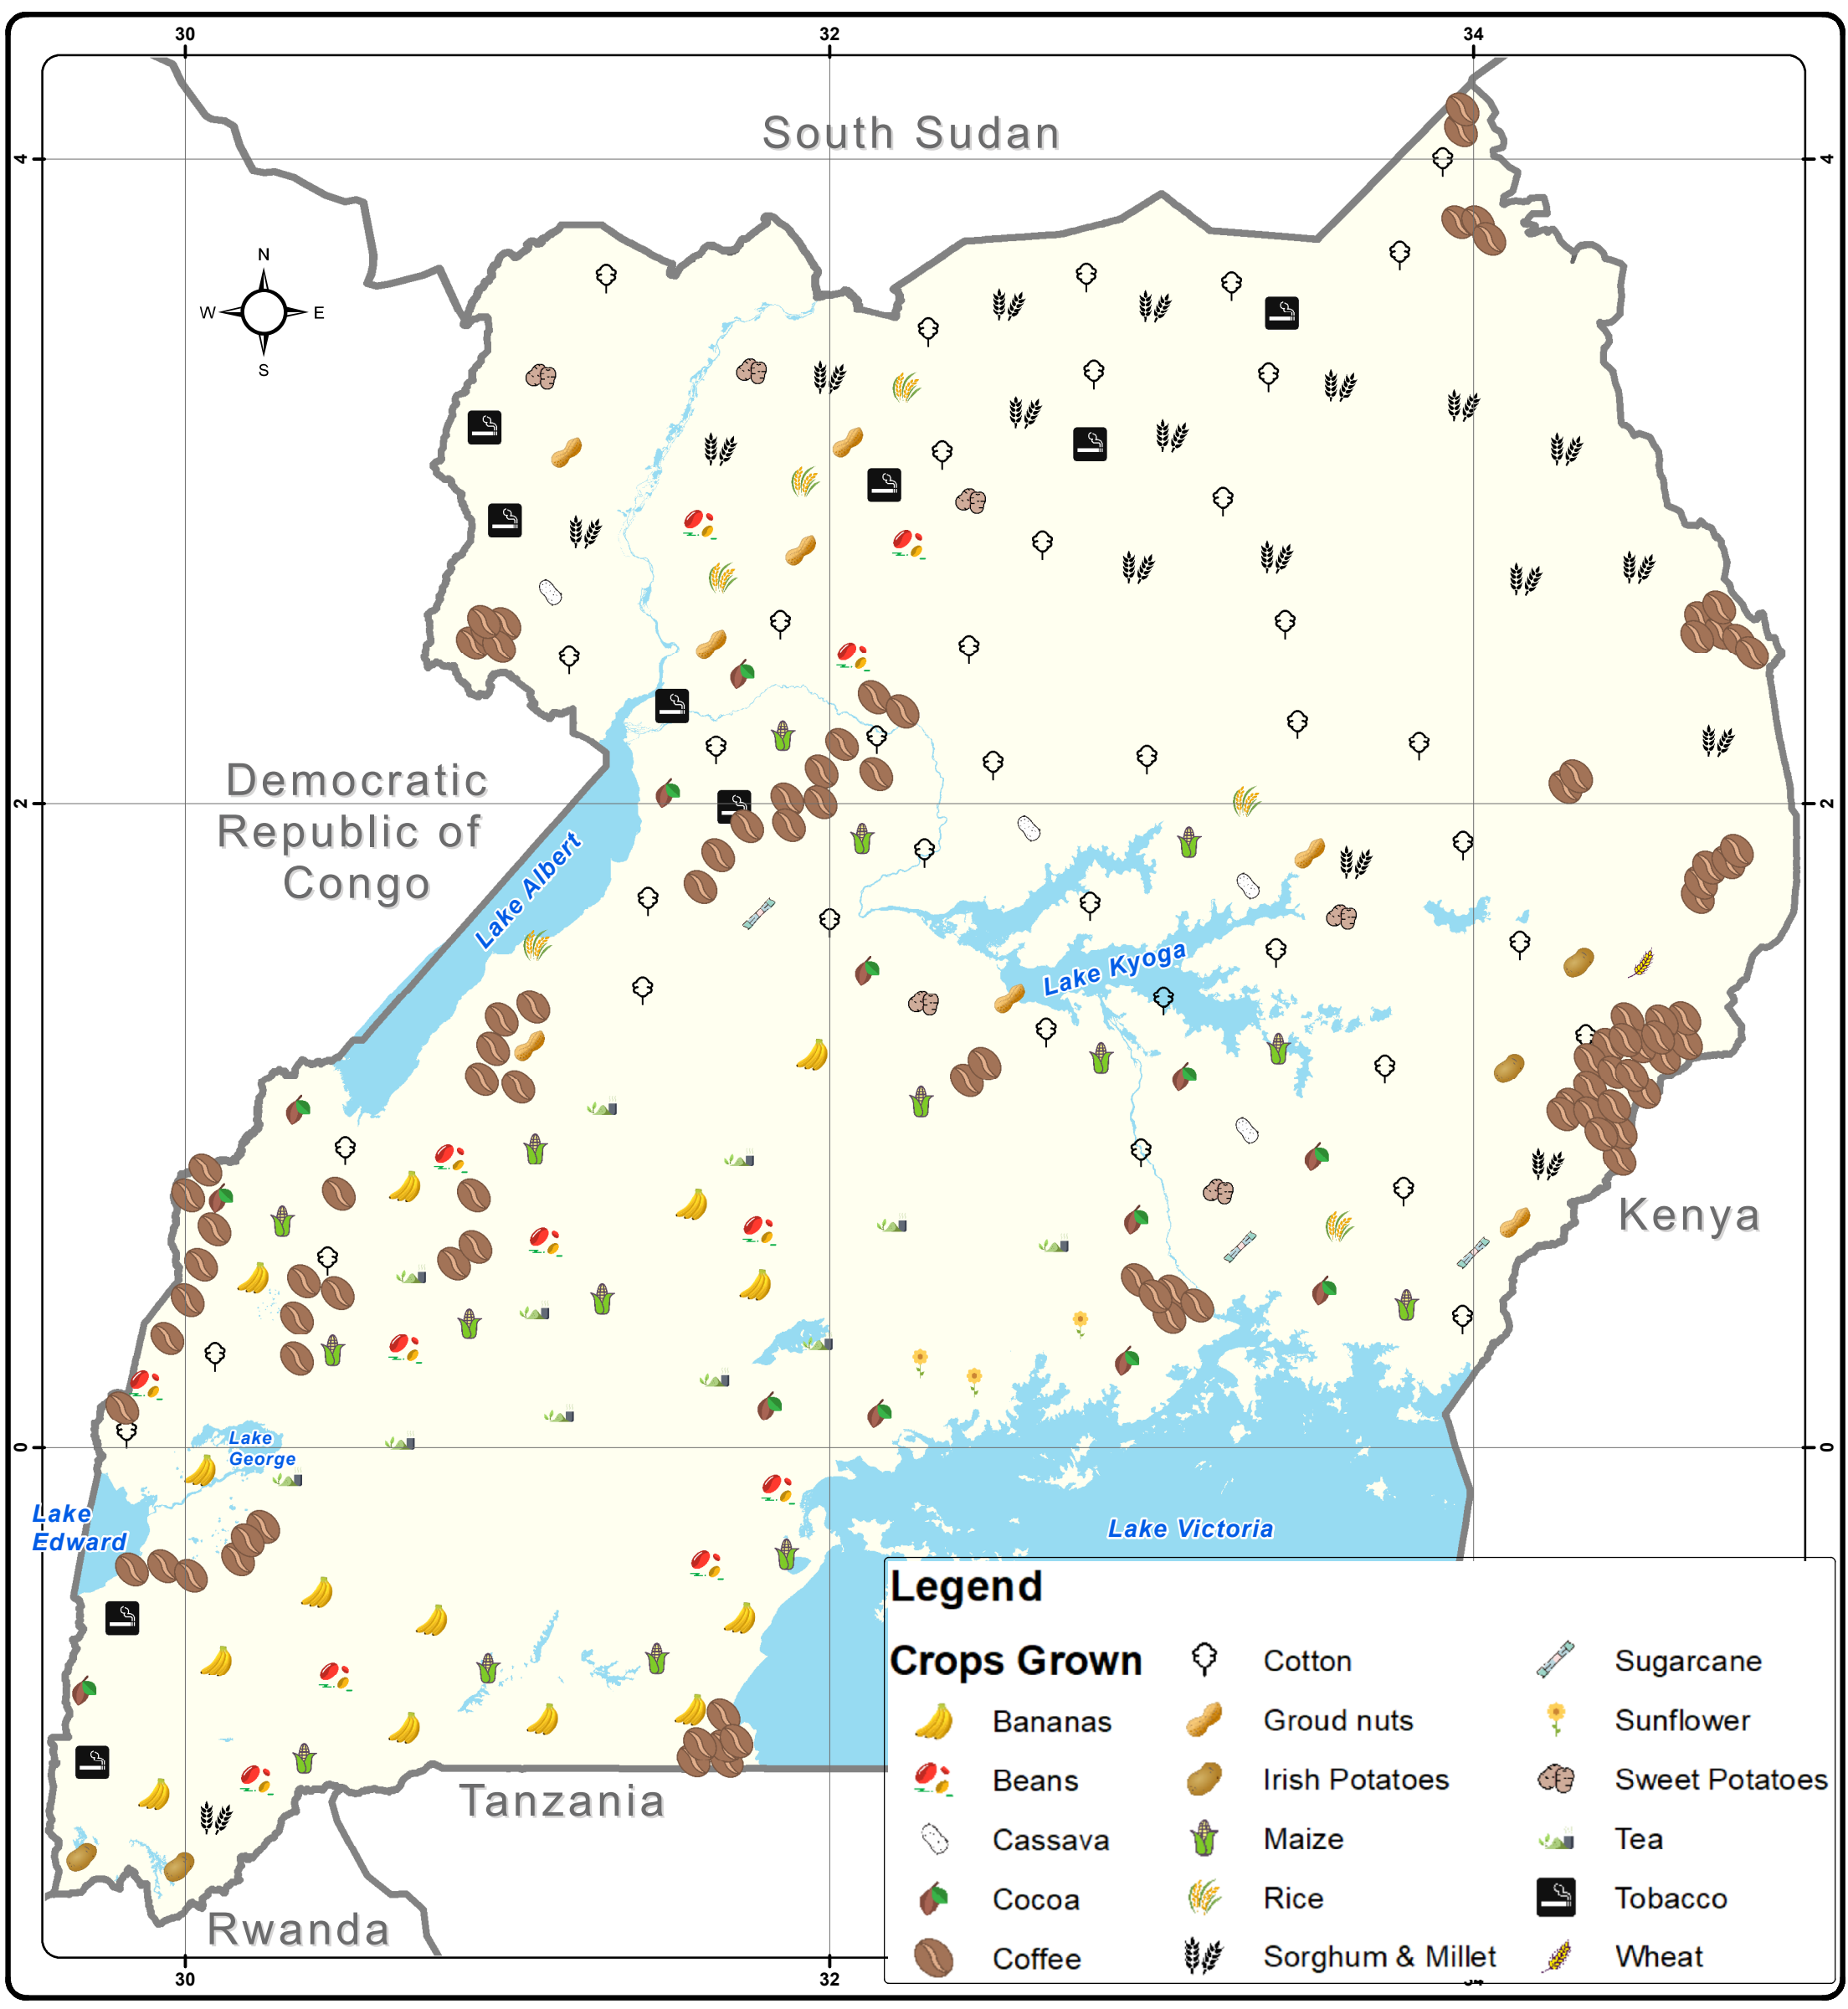 30 32 34
South Sudan
4 4
N
W E
S
Democratic
Republic of
Congo
2 2
Lake Albert
Lake Kyoga
Kenya
0 0
Lake
George
Lake
Edward
Lake Victoria
Legend
Crops Grown
Bananas
Beans
Cassava
Cocoa
Coffee
Cotton
Groud nuts
Irish Potatoes
Maize
Rice
Sorghum & Millet
Sugarcane
Sunflower
Sweet Potatoes
Tea
Tobacco
Wheat
Tanzania
Rwanda
30 32